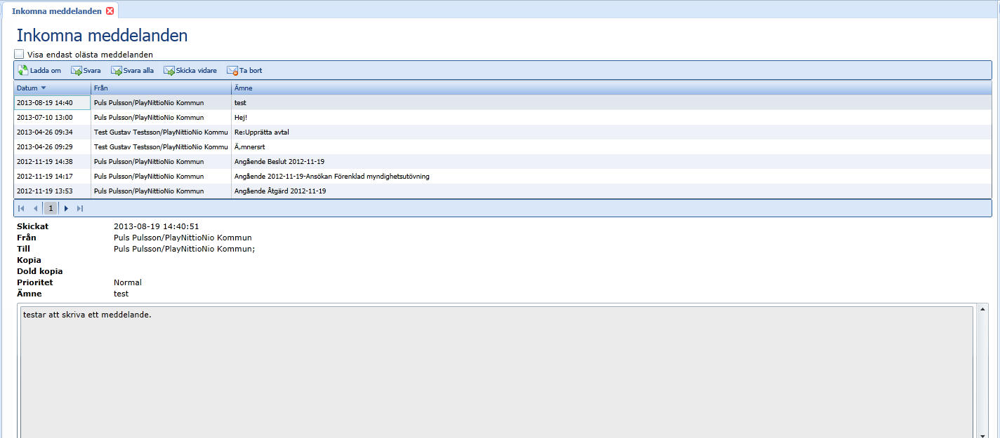 Inkomna meddelanden
Inkomna meddelanden
Visa endast olästa meddelanden
Ladda om Svara Svara alla Skicka vidare Ta bort
Datum Från Ämne
2013-08-19 14:40 Puls Pulsson/PlayNittioNio Kommun test
2013-07-10 13:00 Puls Pulsson/PlayNittioNio Kommun Hej!
2013-04-26 09:34 Test Gustav Testsson/PlayNittioNio Kommu Re:Upprätta avtal
2013-04-26 09:29 Test Gustav Testsson/PlayNittioNio Kommu Ä,mnersrt
2012-11-19 14:38 Puls Pulsson/PlayNittioNio Kommun Angående Beslut 2012-11-19
2012-11-19 14:17 Puls Pulsson/PlayNittioNio Kommun Angående 2012-11-19-Ansökan Förenklad myndighetsutövning
2012-11-19 13:53 Puls Pulsson/PlayNittioNio Kommun Angående Åtgärd 2012-11-19
1
Skickat 2013-08-19 14:40:51
Från Puls Pulsson/PlayNittioNio Kommun
Till Puls Pulsson/PlayNittioNio Kommun;
Kopia
Dold kopia
Prioritet Normal
Ämne test
testar att skriva ett meddelande.